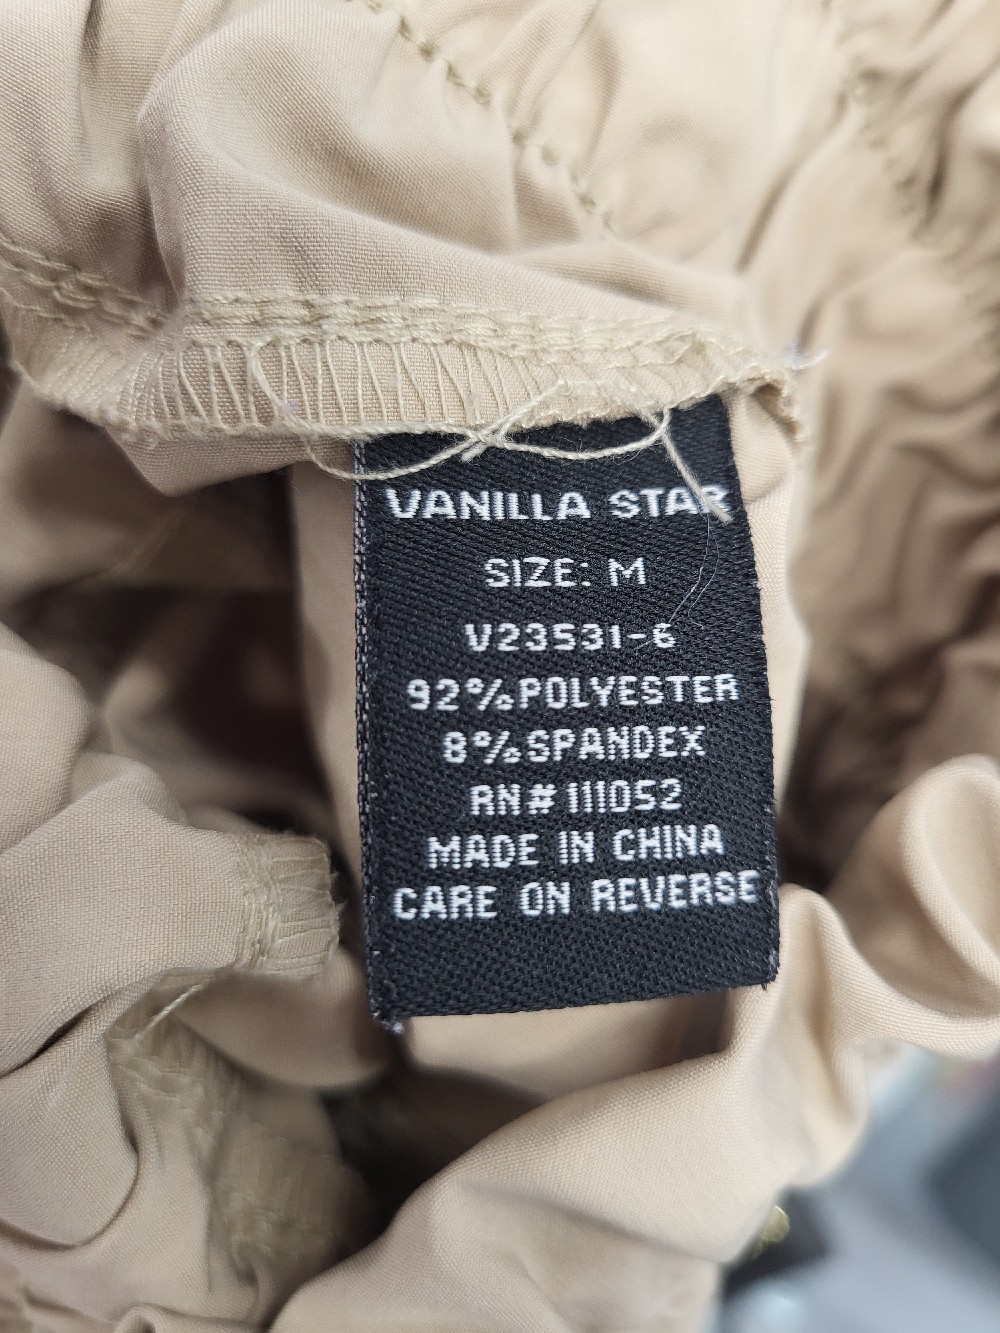 VANILLA STAR
SIZE: M
V23531-6
92%POLYESTER
8%SPANDEX
RN#111052
MADE IN CHINA
CARE ON REVERSE